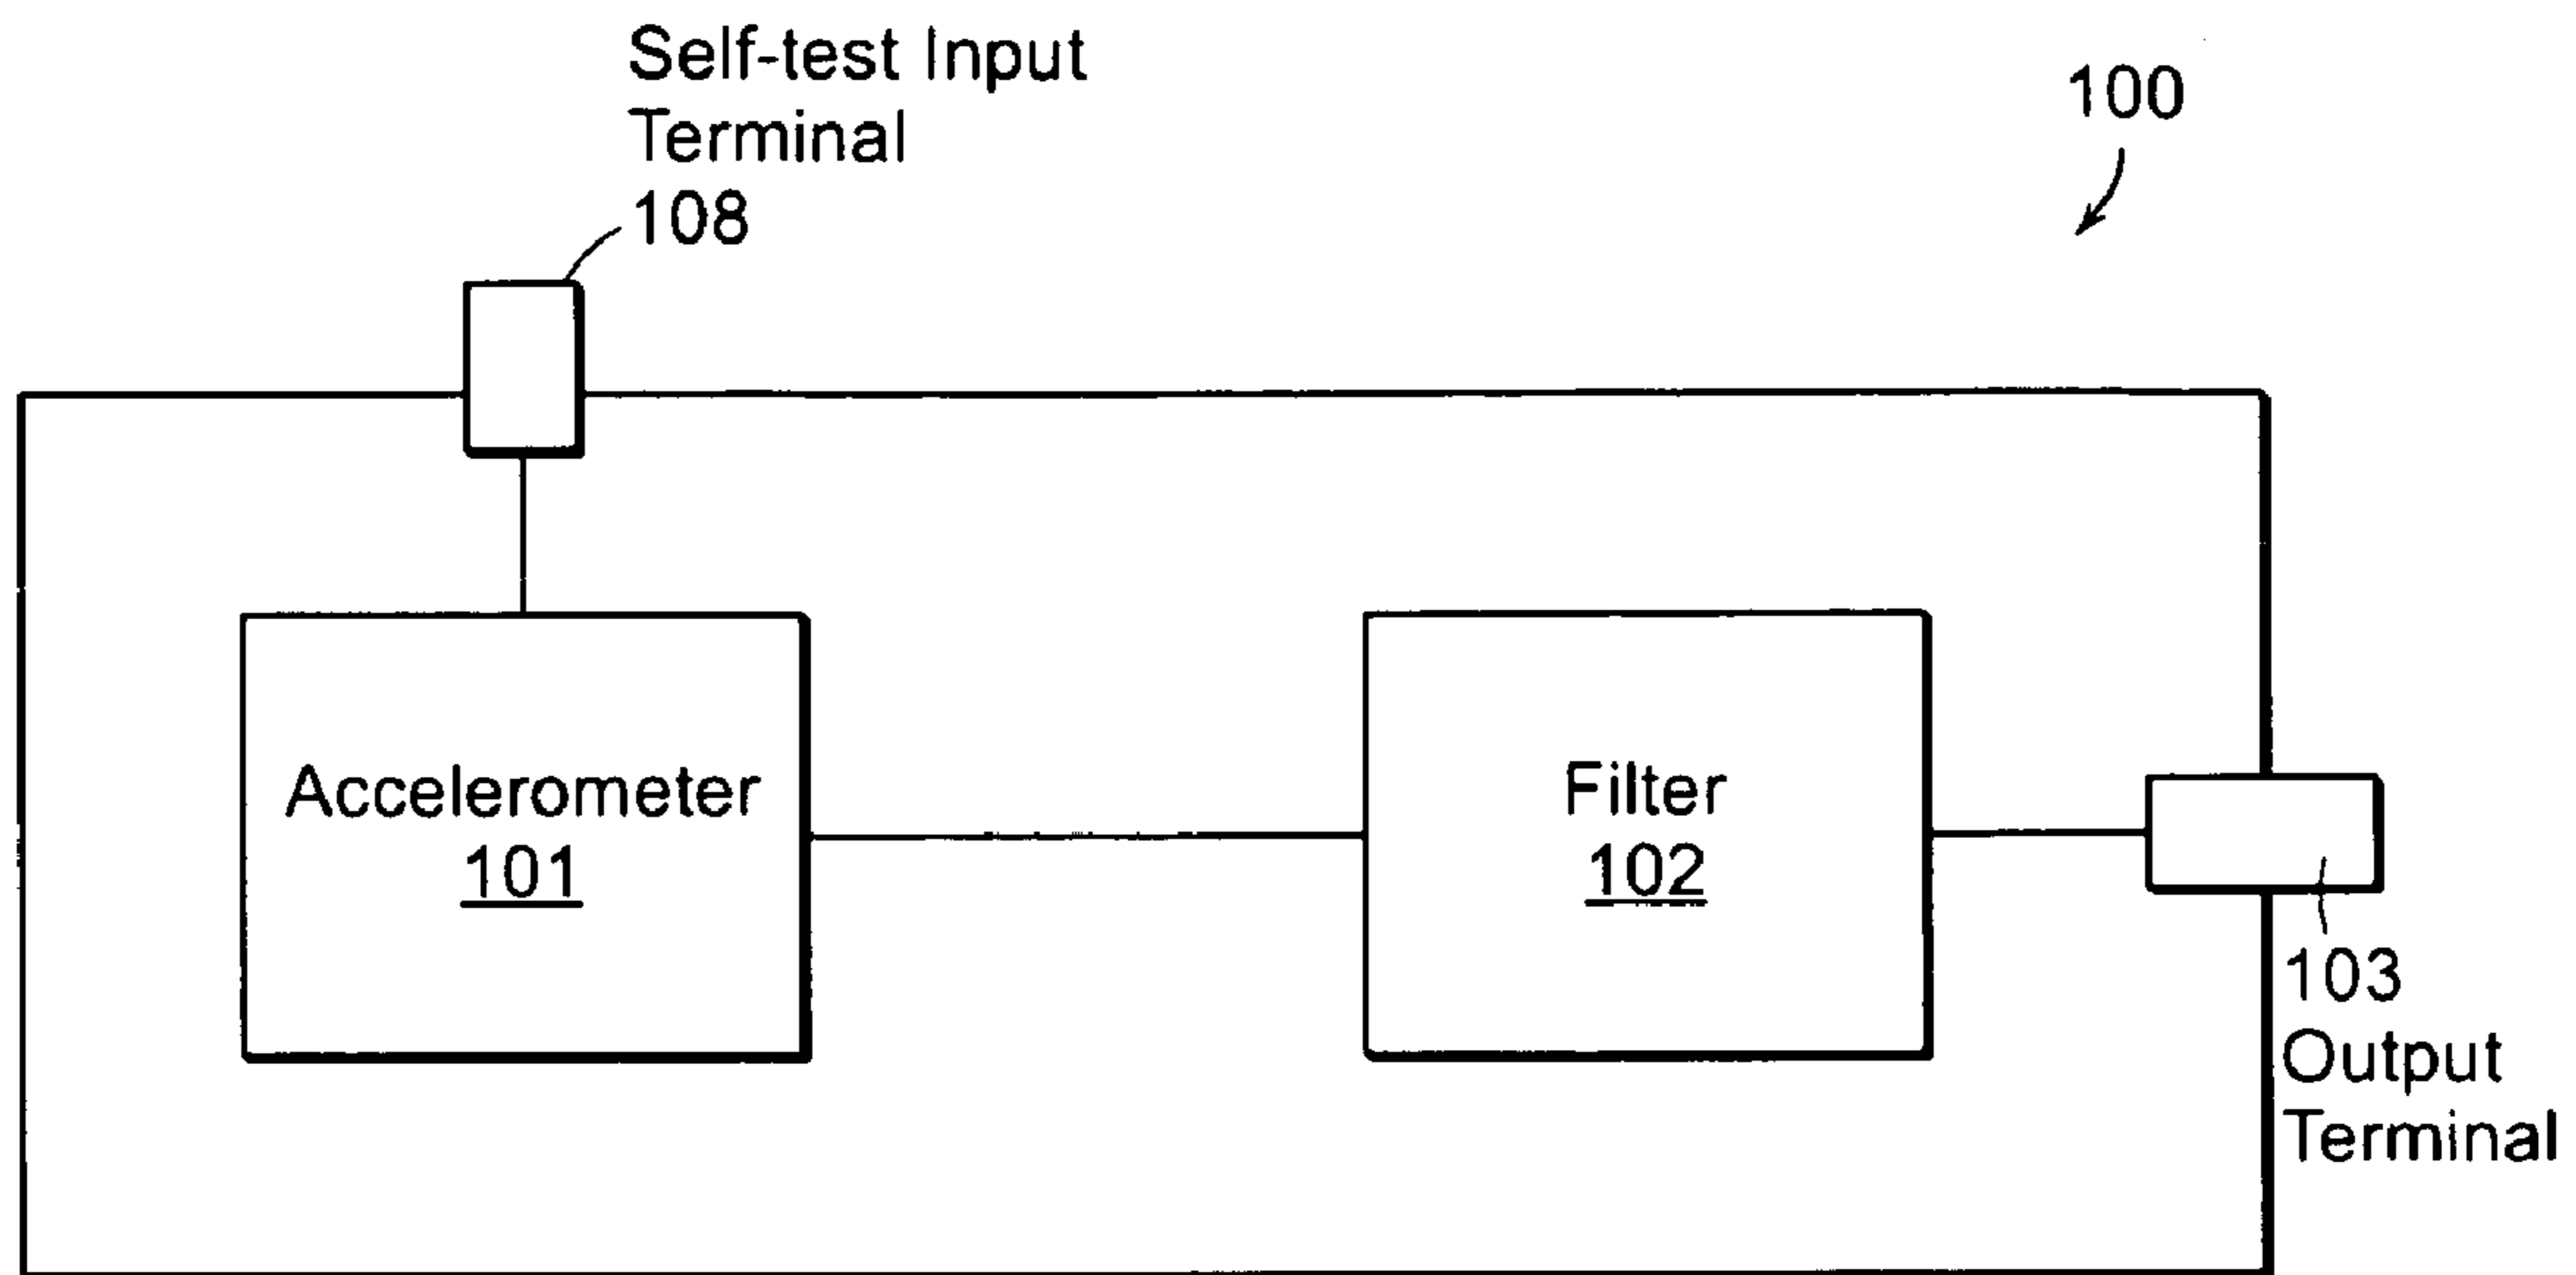 Self-test Input
Terminal
108
100
Accelerometer
101
Filter
102
103
Output
Terminal